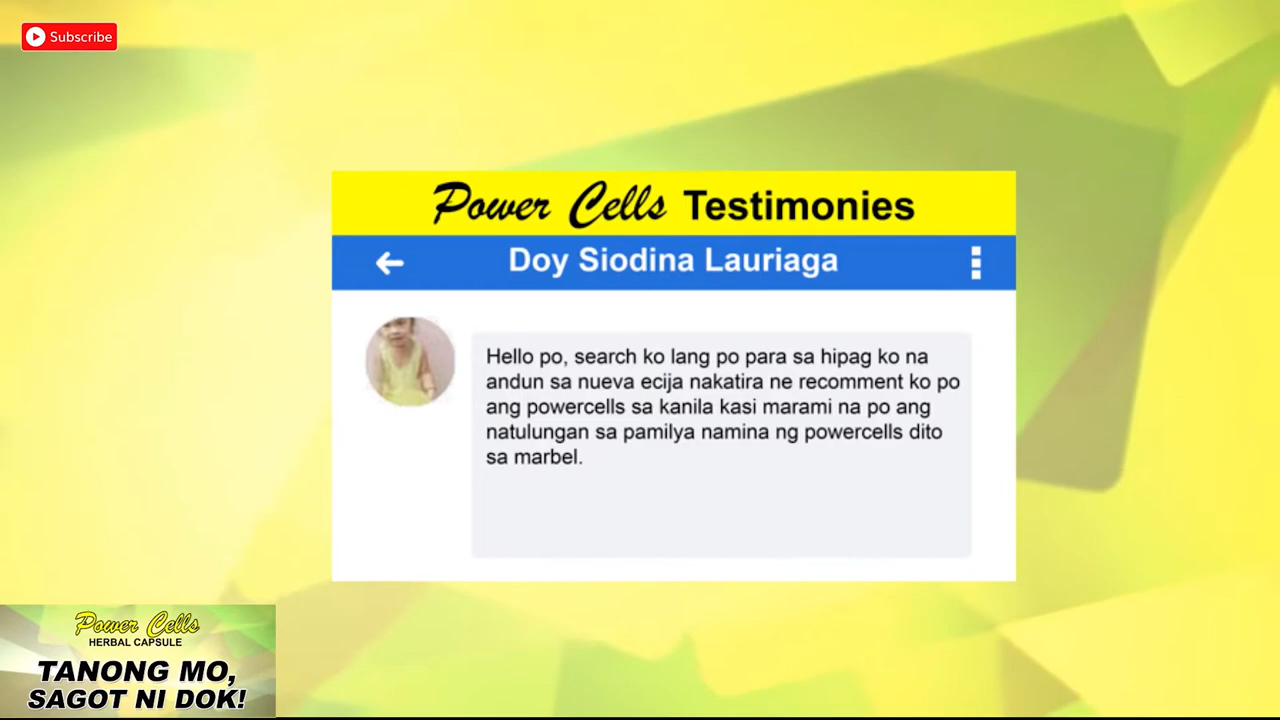 Subscribe
Power Cells Testimonies
Doy Siodina Lauriaga
Hello po, search ko lang po para sa hipag ko na
andun sa nueva ecija nakatira ne recomment ko po
ang powercells sa kanila kasi marami na po ang
natulungan sa pamilya namina ng powercells dito
sa marbel.
Power Cells
HERBAL CAPSULE
TANONG MO,
SAGOT NI DOK!